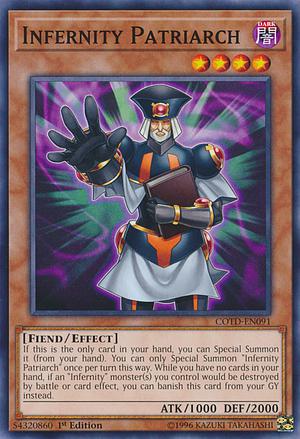 INFERNITY PATRIARCH
DARK
闇
COTD-EN091
[FIEND/EFFECT]
If this is the only card in your hand, you can Special Summon
it (from your hand). You can only Special Summon "Infernity
Patriarch" once per turn this way. While you have no cards in your
hand, if an "Infernity" monster(s) you control would be destroyed
by battle or card effect, you can banish this card from your GY
instead.
ATK/1000 DEF/2000
54320860 1st Edition ©1996 KAZUKI TAKAHASHI